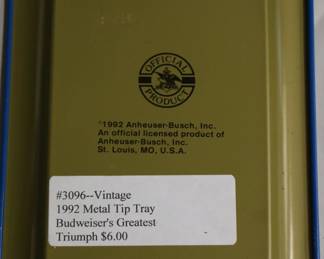 OFFICIAL
PRODUCT
©1992 Anheuser-Busch, Inc.
An official licensed product of
Anheuser-Busch, Inc.
St. Louis, MO, U.S.A.
#3096--Vintage
1992 Metal Tip Tray
Budweiser's Greatest
Triumph $6.00